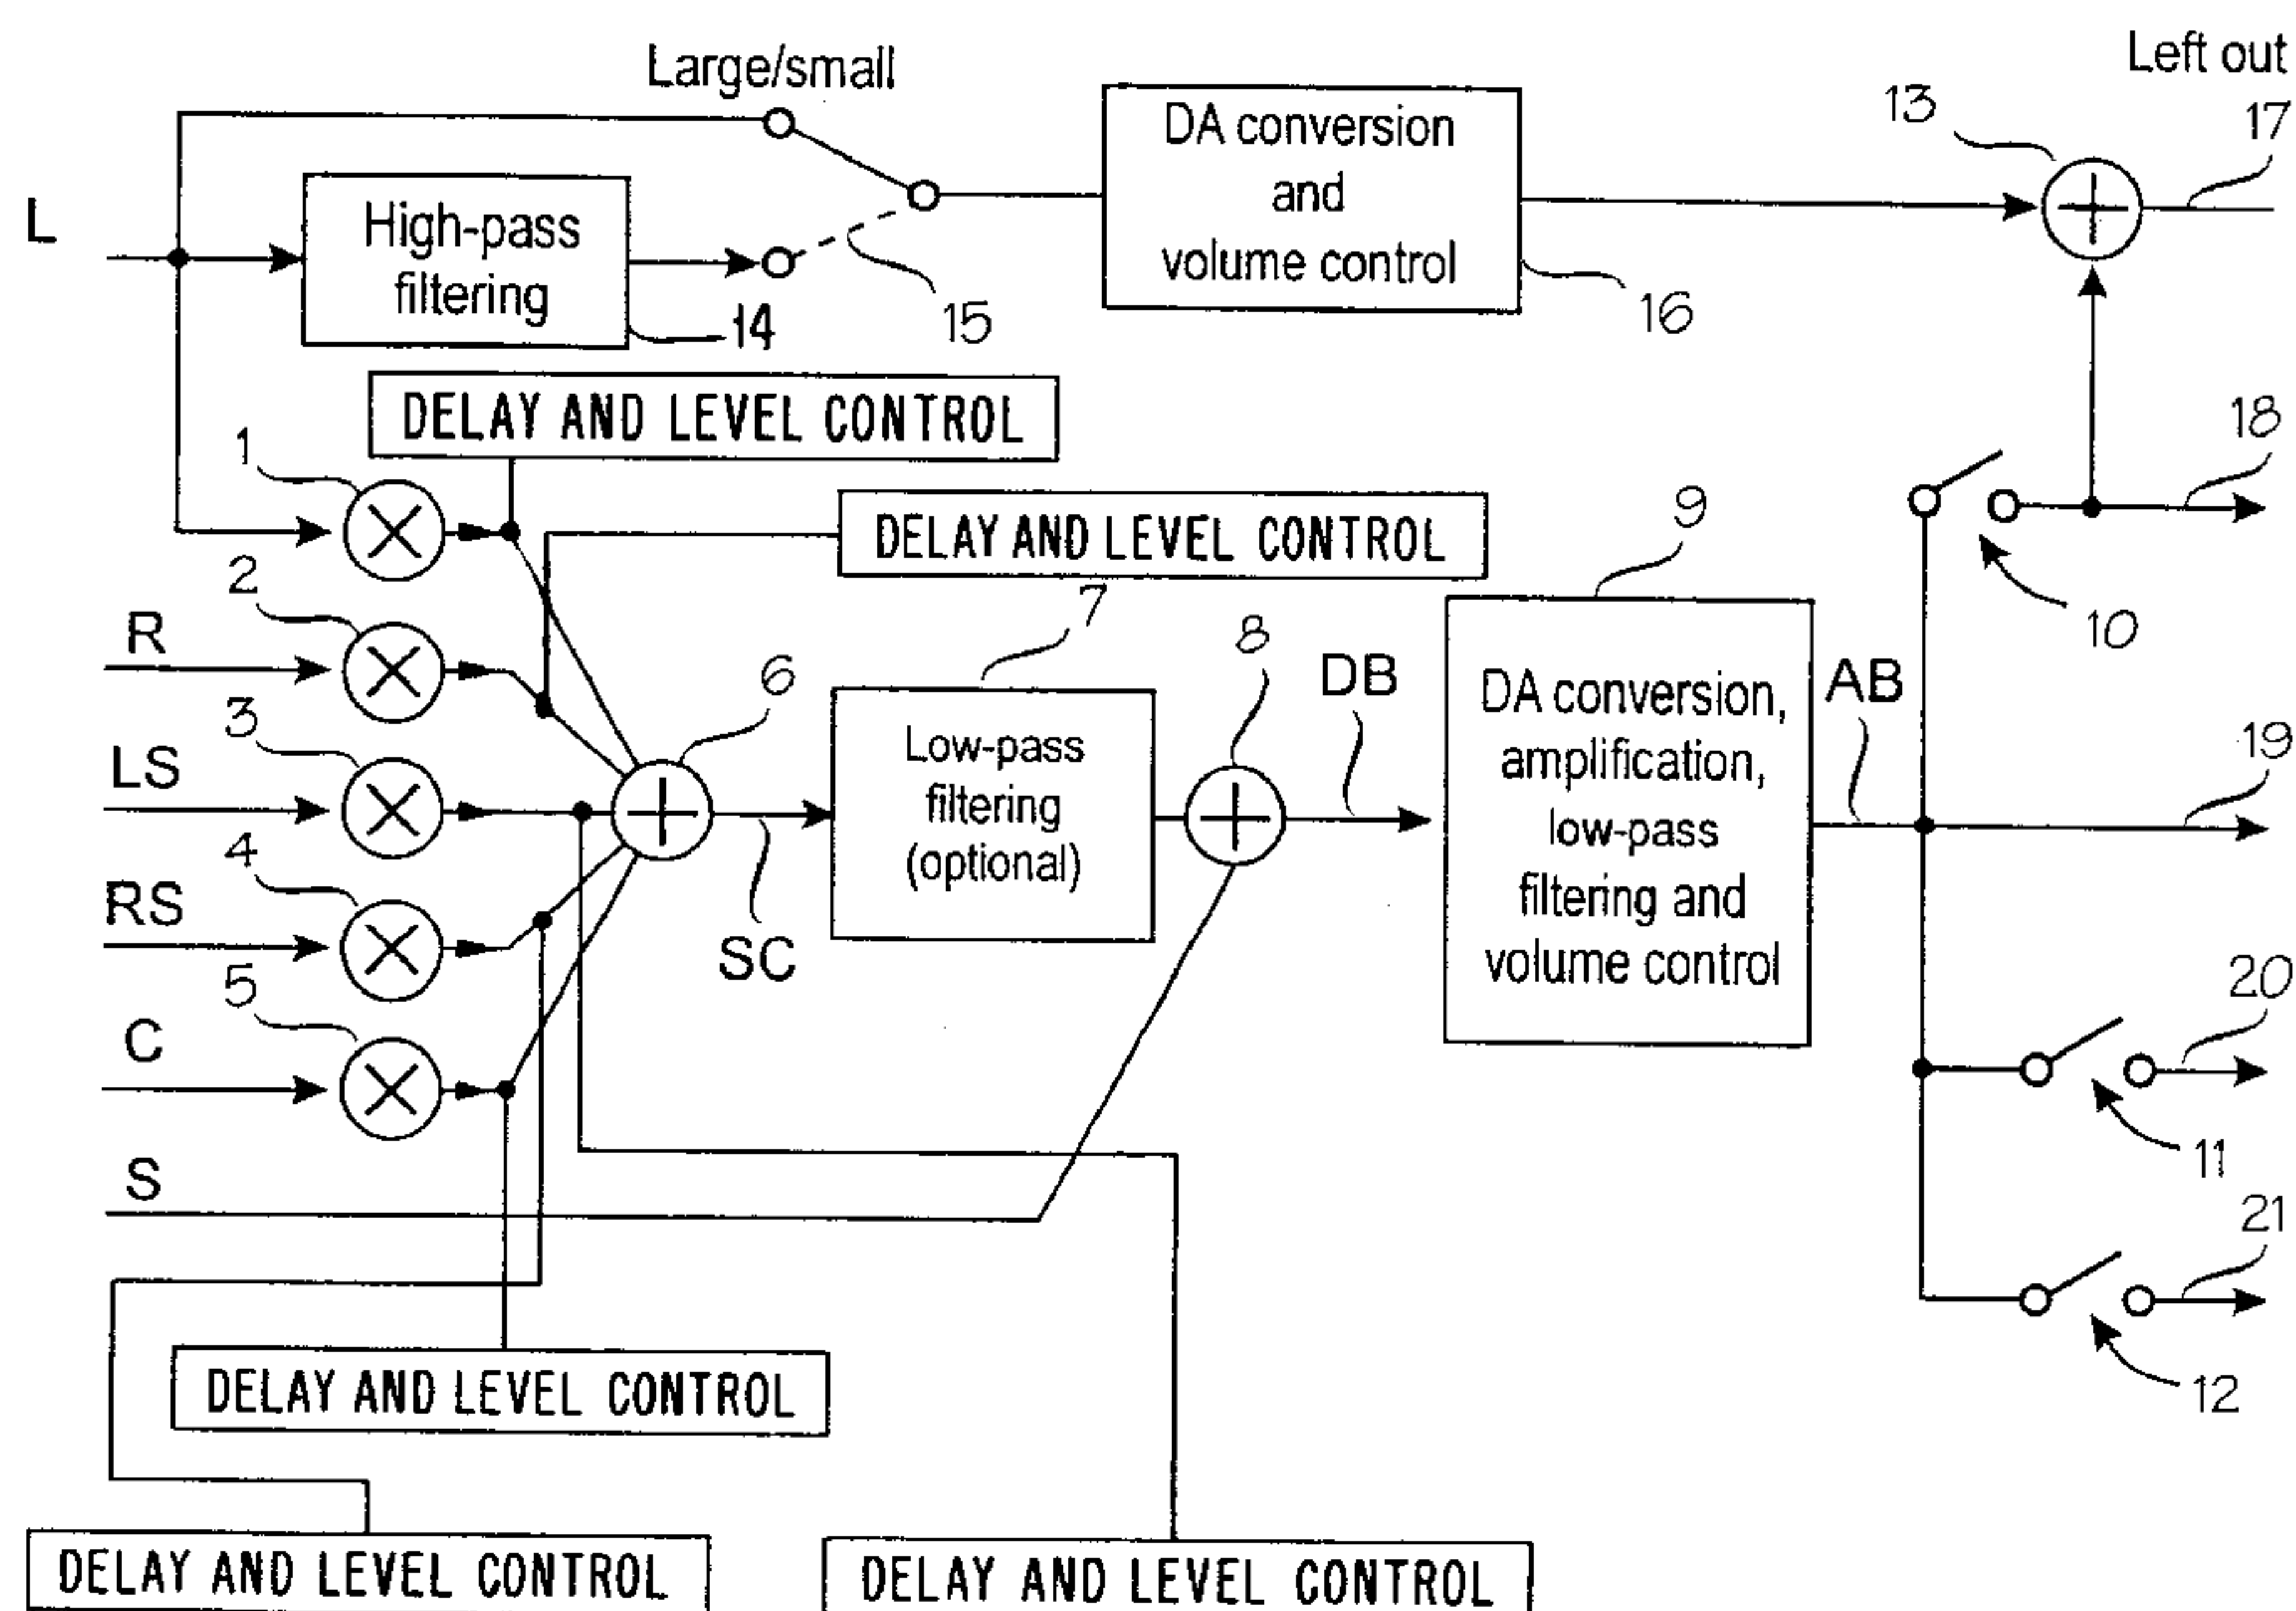 Large/small
Left out
L
High-pass
filtering
14
15
DA conversion
and
volume control
16
13
17
DELAY AND LEVEL CONTROL
1
DELAY AND LEVEL CONTROL
18
10
2
R
3
LS
4
RS
5
C
S
6
SC
7
Low-pass
filtering
(optional)
8
DB
9
DA conversion,
amplification,
low-pass
filtering and
volume control
AB
19
20
11
21
12
DELAY AND LEVEL CONTROL
DELAY AND LEVEL CONTROL
DELAY AND LEVEL CONTROL